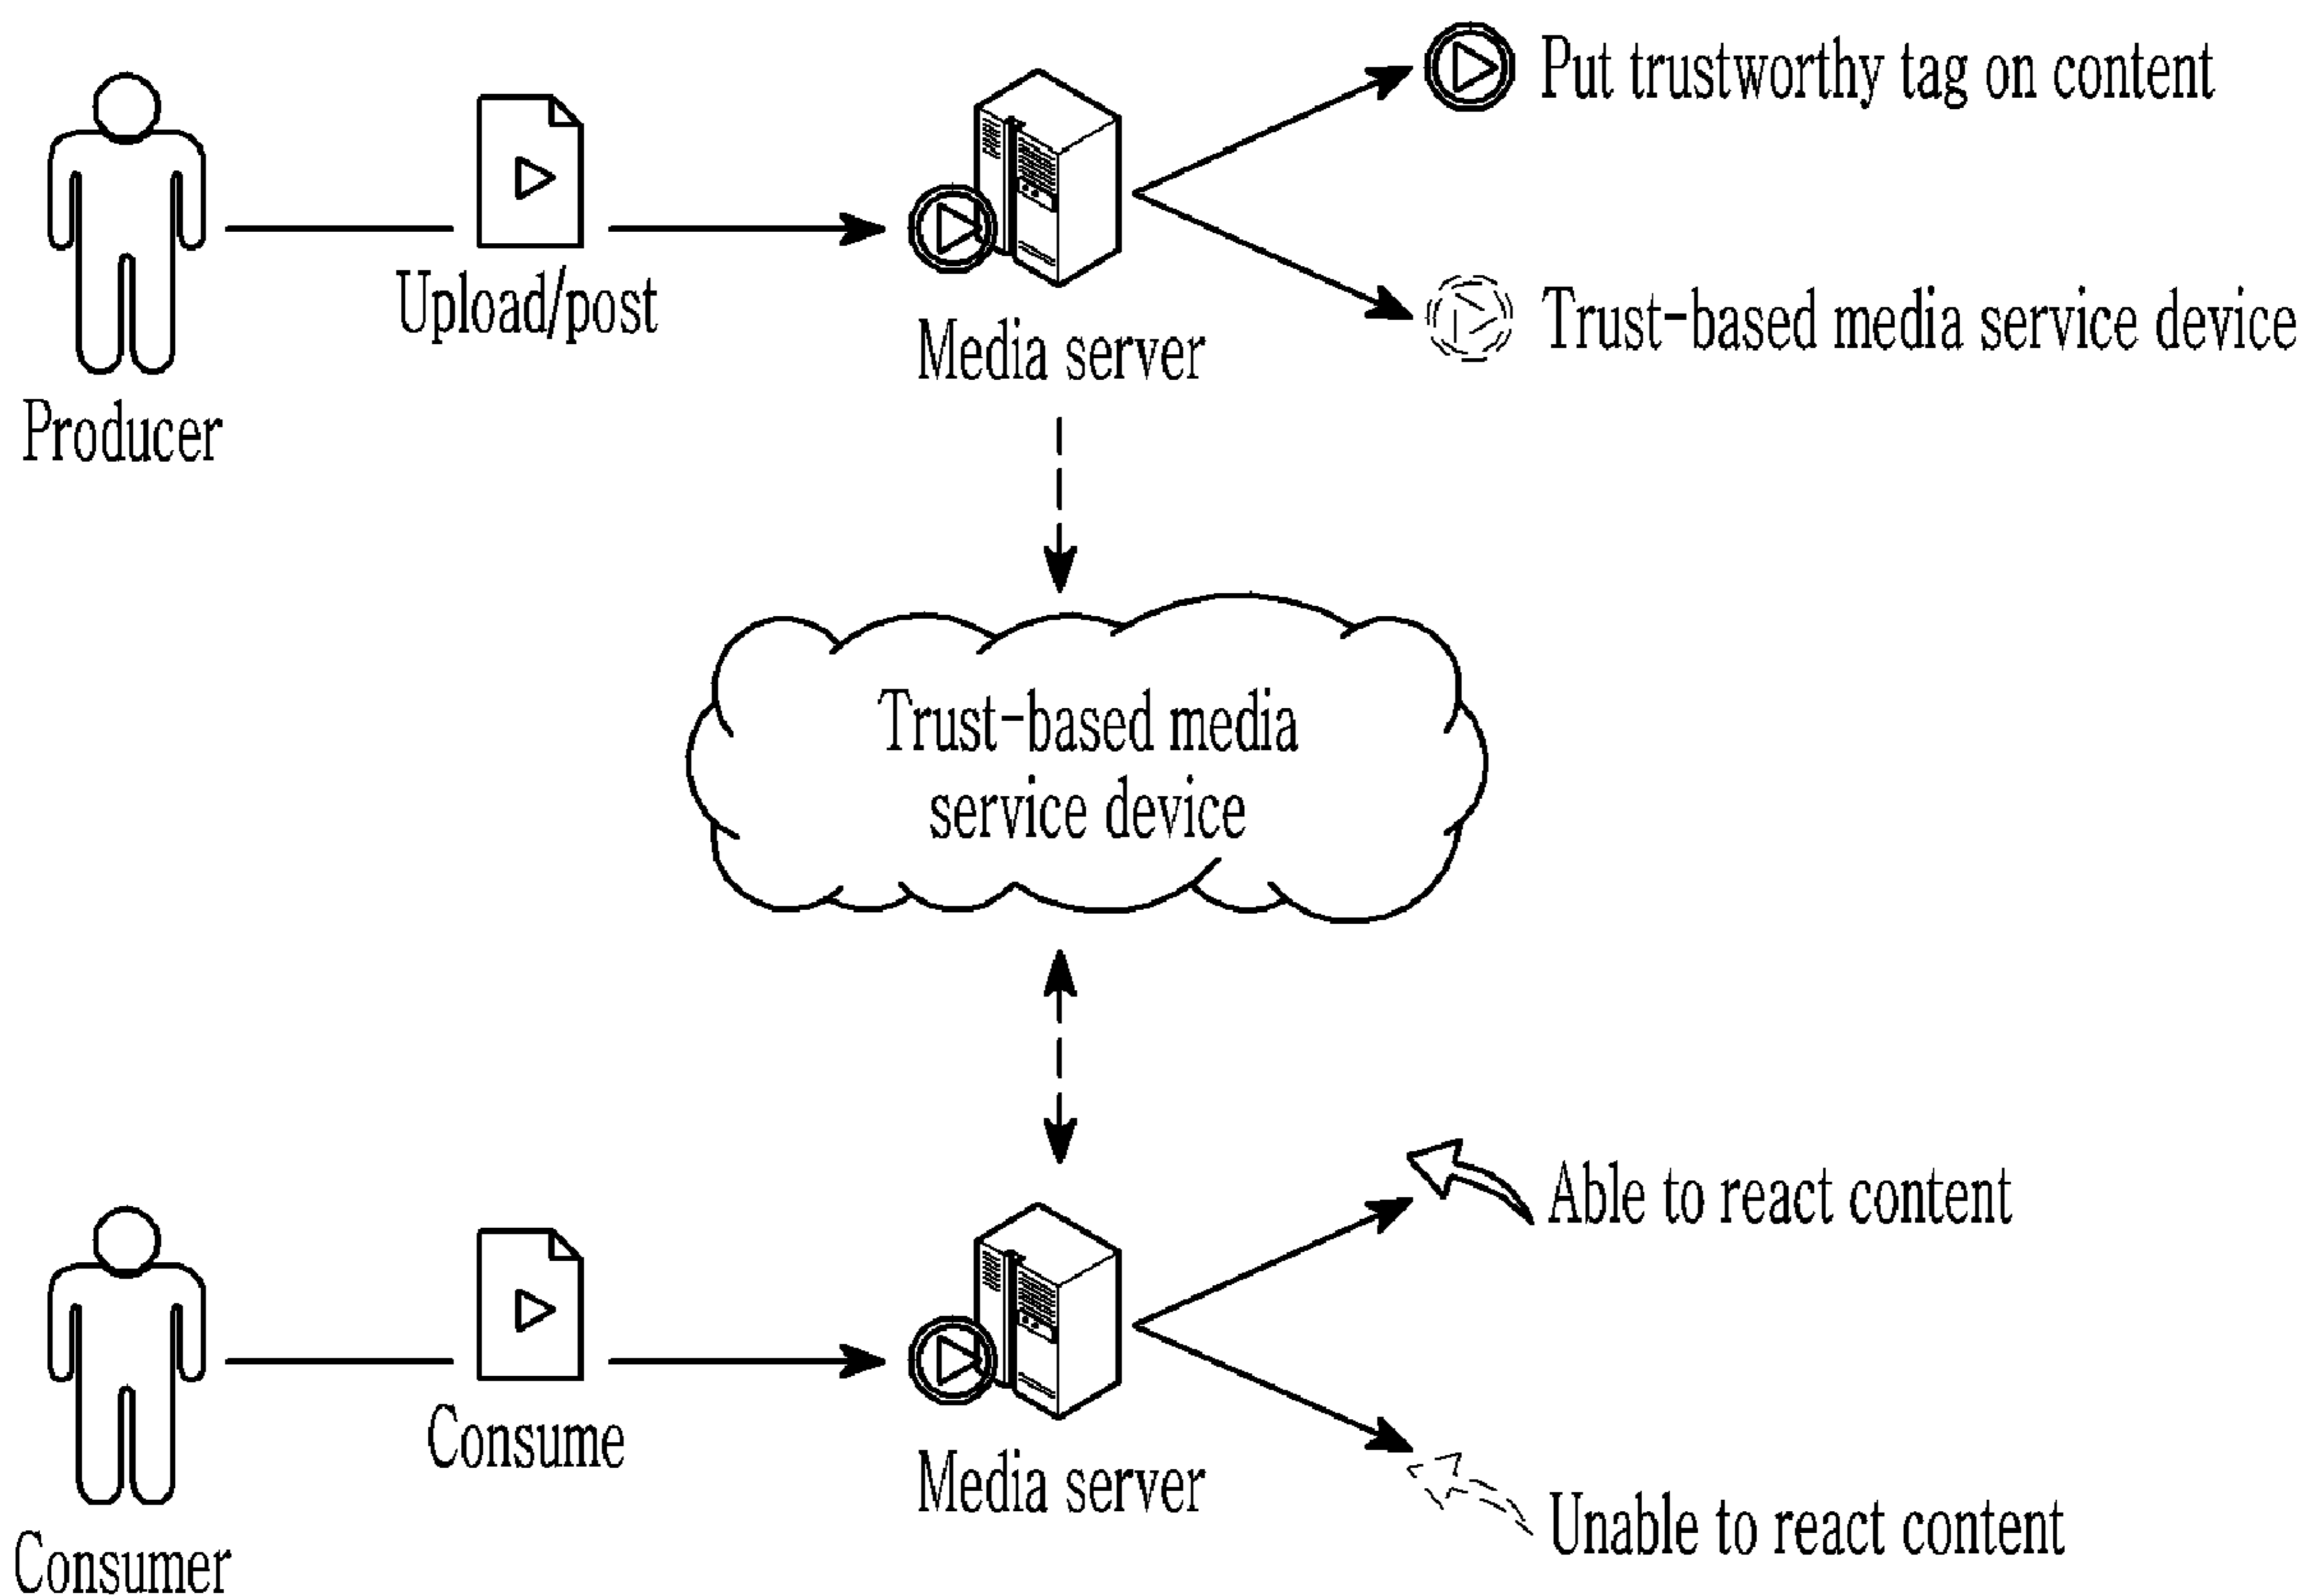 Put trustworthy tag on content
Upload/post
Trust-based media service device
Media server
Producer
Trust-based media
service device
Able to react content
Consume
Media server
Unable to react content
Consumer